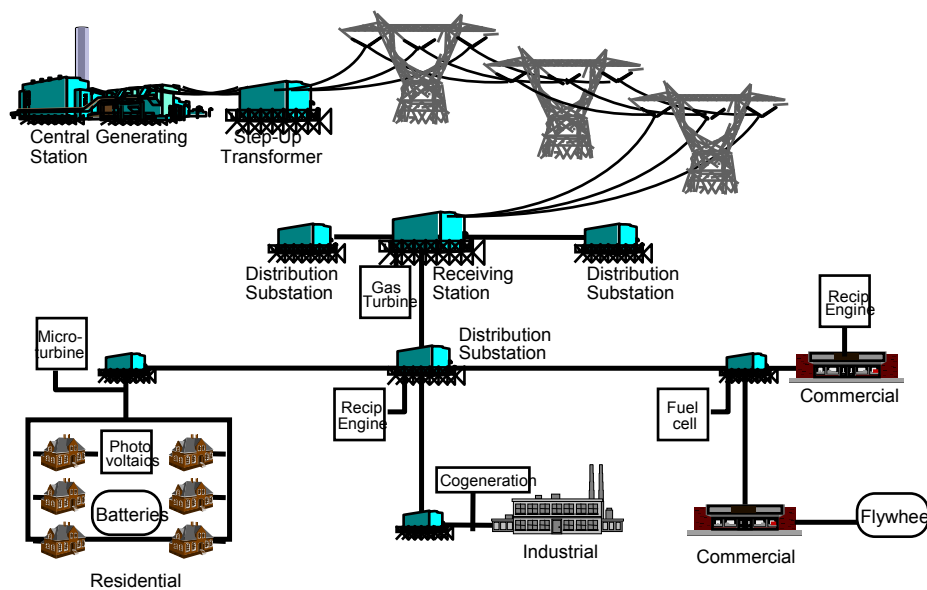 Central Generating
Station
Step-Up
Transformer
Distribution
Substation
Gas
Turbine
Receiving
Station
Distribution
Substation
Recip
Engine
Micro-
turbine
Distribution
Substation
Commercial
Recip
Engine
Fuel
cell
Photo
voltaics
Batteries
Cogeneration
Flywhee
Industrial
Commercial
Residential